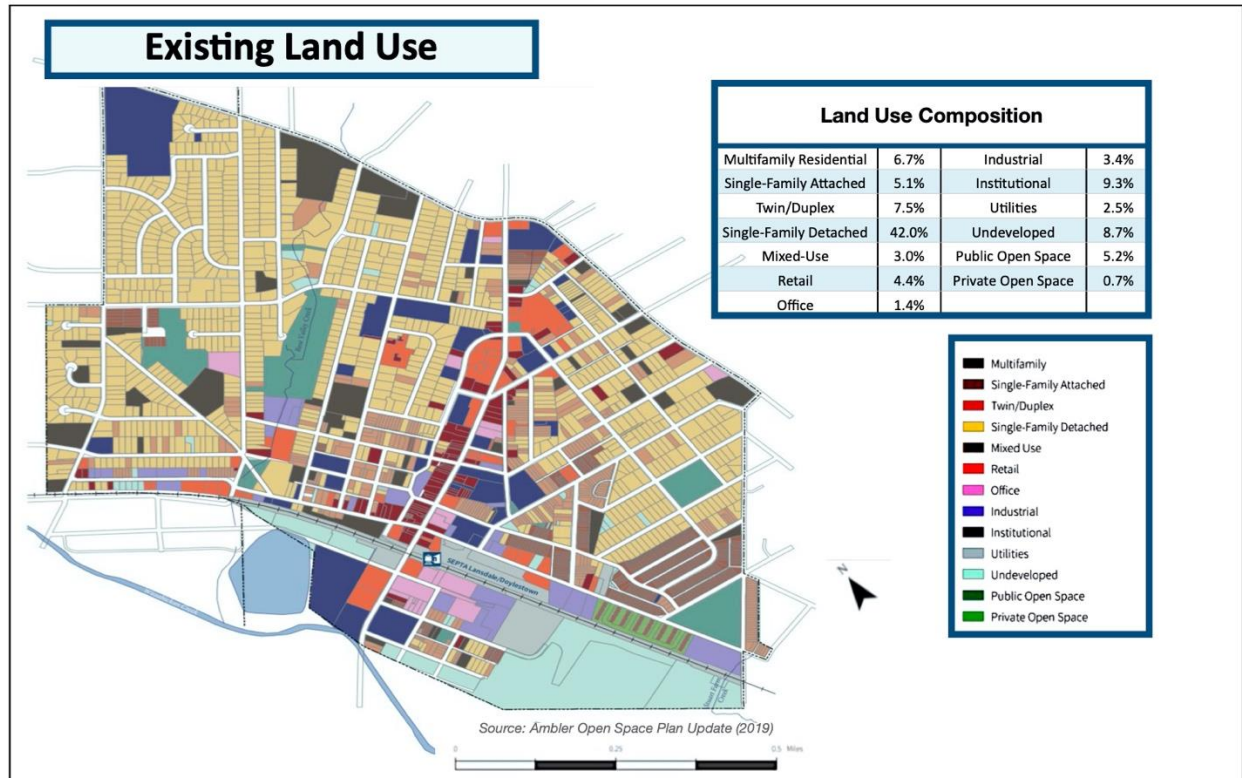 Existing Land Use
Land Use Composition
Multifamily Residential 6.7% Industrial 3.4%
Single-Family Attached 5.1% Institutional 9.3%
Twin/Duplex 7.5% Utilities 2.5%
Single-Family Detached 42.0% Undeveloped 8.7%
Mixed-Use 3.0% Public Open Space 5.2%
Retail 4.4% Private Open Space 0.7%
Office 1.4%
Multifamily
Single-Family Attached
Twin/Duplex
Single-Family Detached
Mixed Use
Retail
Office
Industrial
Institutional
Utilities
Undeveloped
Public Open Space
Private Open Space
SEPTA Lansdale/Doylestown
N
Source: Ambler Open Space Plan Update (2019)
0 0.25 0.5 Miles